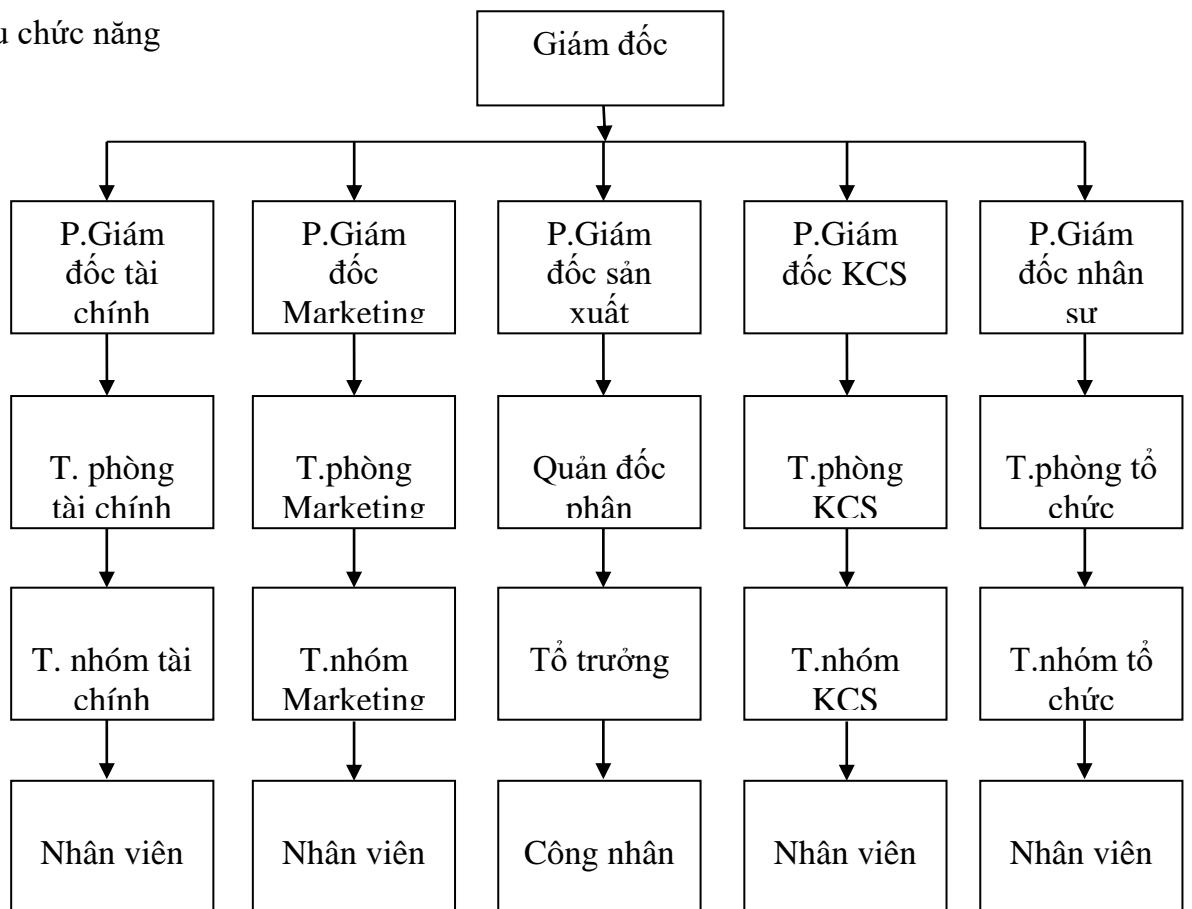 u chức năng
Giám đốc
P.Giám
đốc tài
chính
P.Giám
đốc
Marketing
P.Giám
đốc sản
xuất
P.Giám
đốc KCS
P.Giám
đốc nhân
sự
T. phòng
tài chính
T.phòng
Marketing
Quản đốc
phân
T.phòng
KCS
T.phòng tổ
chức
T. nhóm tài
chính
T.nhóm
Marketing
Tổ trưởng
T.nhóm
KCS
T.nhóm tổ
chức
Nhân viên
Nhân viên
Công nhân
Nhân viên
Nhân viên